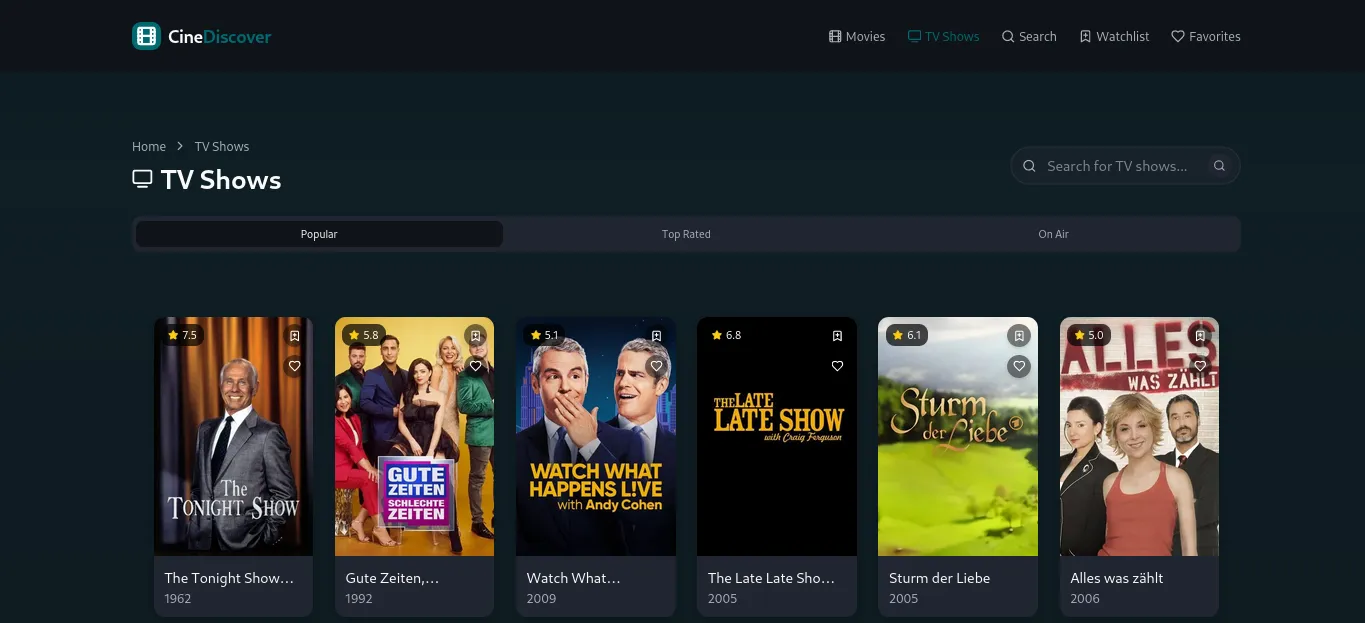 CineDiscover
Movies
TV Shows
Search
Watchlist
Favorites
Home
TV Shows
TV Shows
Search for TV shows...
Popular
Top Rated
On Air
7.5
The
TONIGHT SHOW
The Tonight Show...
1962
5.8
GUTE
ZEITEN
SCHLECHTE
ZEITEN
Gute Zeiten,...
1992
5.1
WATCH WHAT
HAPPENS L!VE
with Andy Cohen
Watch What...
2009
6.8
THE LATE
LATE SHOW
with Craig Ferguson
The Late Late Sho...
2005
6.1
Sturm
der Liebe
Sturm der Liebe
2005
5.0
ALLES
WAS ZÄHLT
Alles was zählt
2006